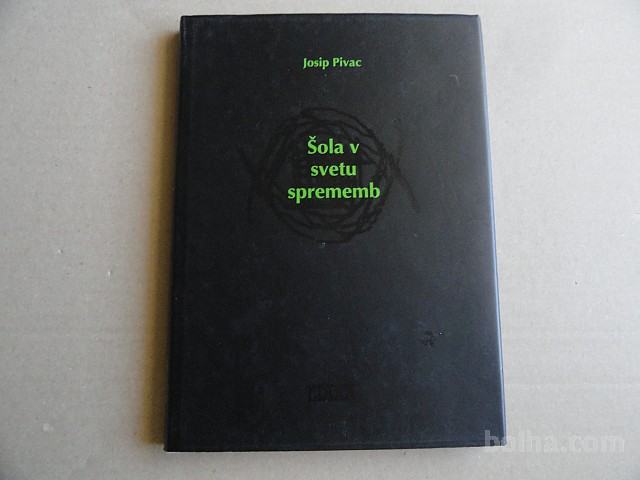 Josip Pivac
Šola v
svetu
sprememb
bolha.com